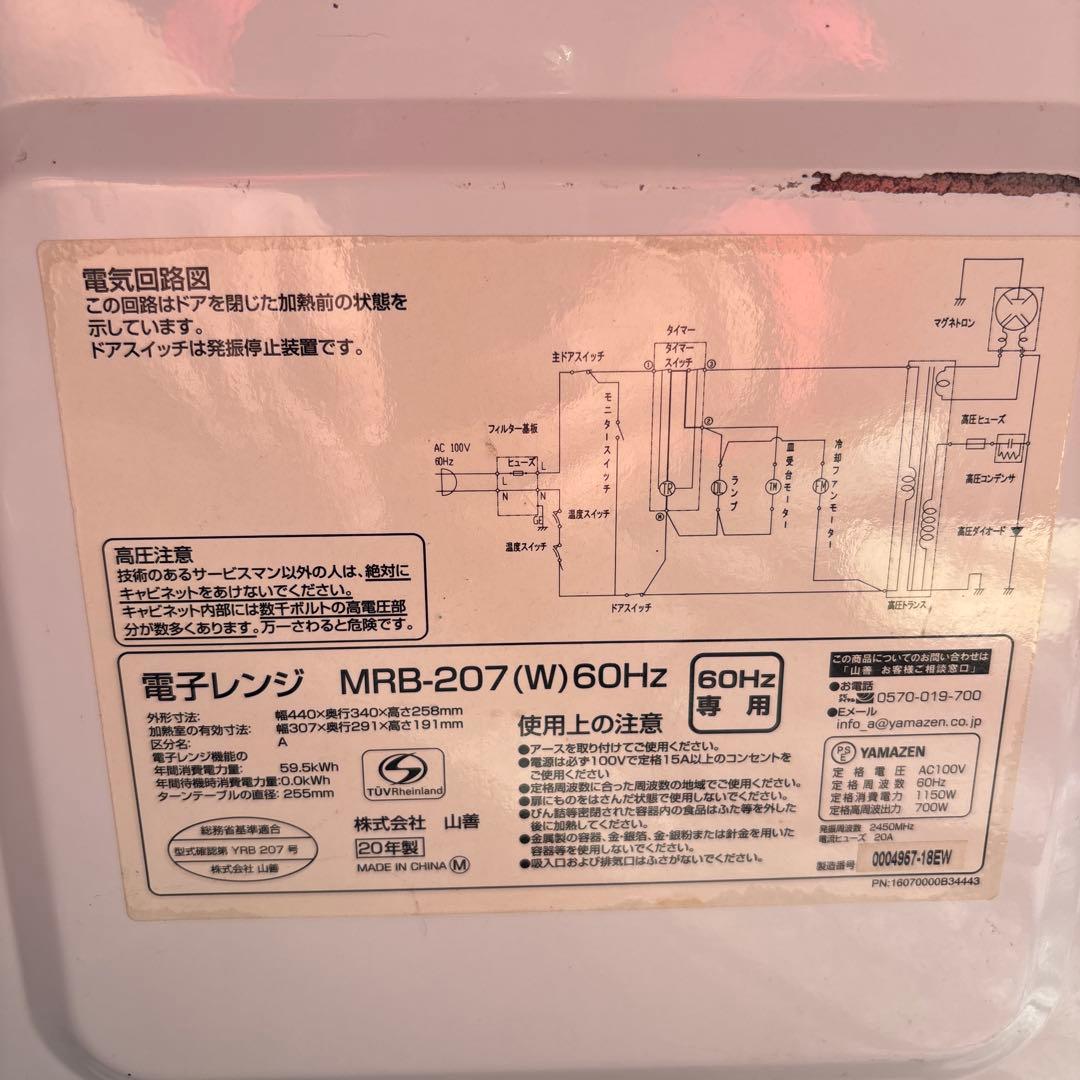 電気回路図
この回路はドアを閉じた加熱前の状態を
示しています。
ドアスイッチは発振停止装置です。
マグネトロン
タイマー
タイマー
スイッチ
主ドアスイッチ
① ③
モニタースイッチ
②
高圧ヒューズ
フィルター基板
AC 100V
60Hz
ヒューズ
L
L
N
N
GE
TR
DL
TM
FM
ランプ
皿受台モーター
冷却ファンモーター
高圧コンデンサ
温度スイッチ
温度スイッチ
高圧ダイオード
ドアスイッチ
高圧トランス
高圧注意
技術のあるサービスマン以外の人は、絶対に
キャビネットをあけないでください。
キャビネット内部には数千ボルトの高電圧部
分が数多くあります。万一さわると危険です。
電子レンジ MRB-207(W)60Hz
60Hz
専用
外形寸法: 幅440×奥行340×高さ258mm
加熱室の有効寸法: 幅307×奥行291×高さ191mm
区分名: A
電子レンジ機能の
年間消費電力量: 59.5kWh
年間待機時消費電力量: 0.0kWh
ターンテーブルの直径: 255mm
TÜVRheinland
総務省基準適合
型式確認第 YRB 207 号
株式会社 山善
株式会社 山善
20年製
MADE IN CHINA M
使用上の注意
●アースを取り付けてご使用ください。
●電源は必ず100Vで定格15A以上のコンセントを
ご使用ください
●定格周波数に合った周波数の地域でご使用ください。
●扉にものをはさんだ状態で使用しないでください。
●びん詰等密閉された容器内の食品はふた等を外した
後に加熱してください。
●金属製の容器、金・銀箔、金・銀粉または針金を用いた
容器等を使用しないでください。
●吸入口および排気口はふさがないでください。
この商品についてのお問い合わせは
「山善 お客様ご相談窓口」
●お電話
ナビダイヤル 0570-019-700
●Eメール
info_a@yamazen.co.jp
PSE YAMAZEN
定格電圧 AC100V
定格周波数 60Hz
定格消費電力 1150W
定格高周波出力 700W
発振周波数 2450MHz
電流ヒューズ 20A
製造番号 0004967-18EW
PN:16070000B34443